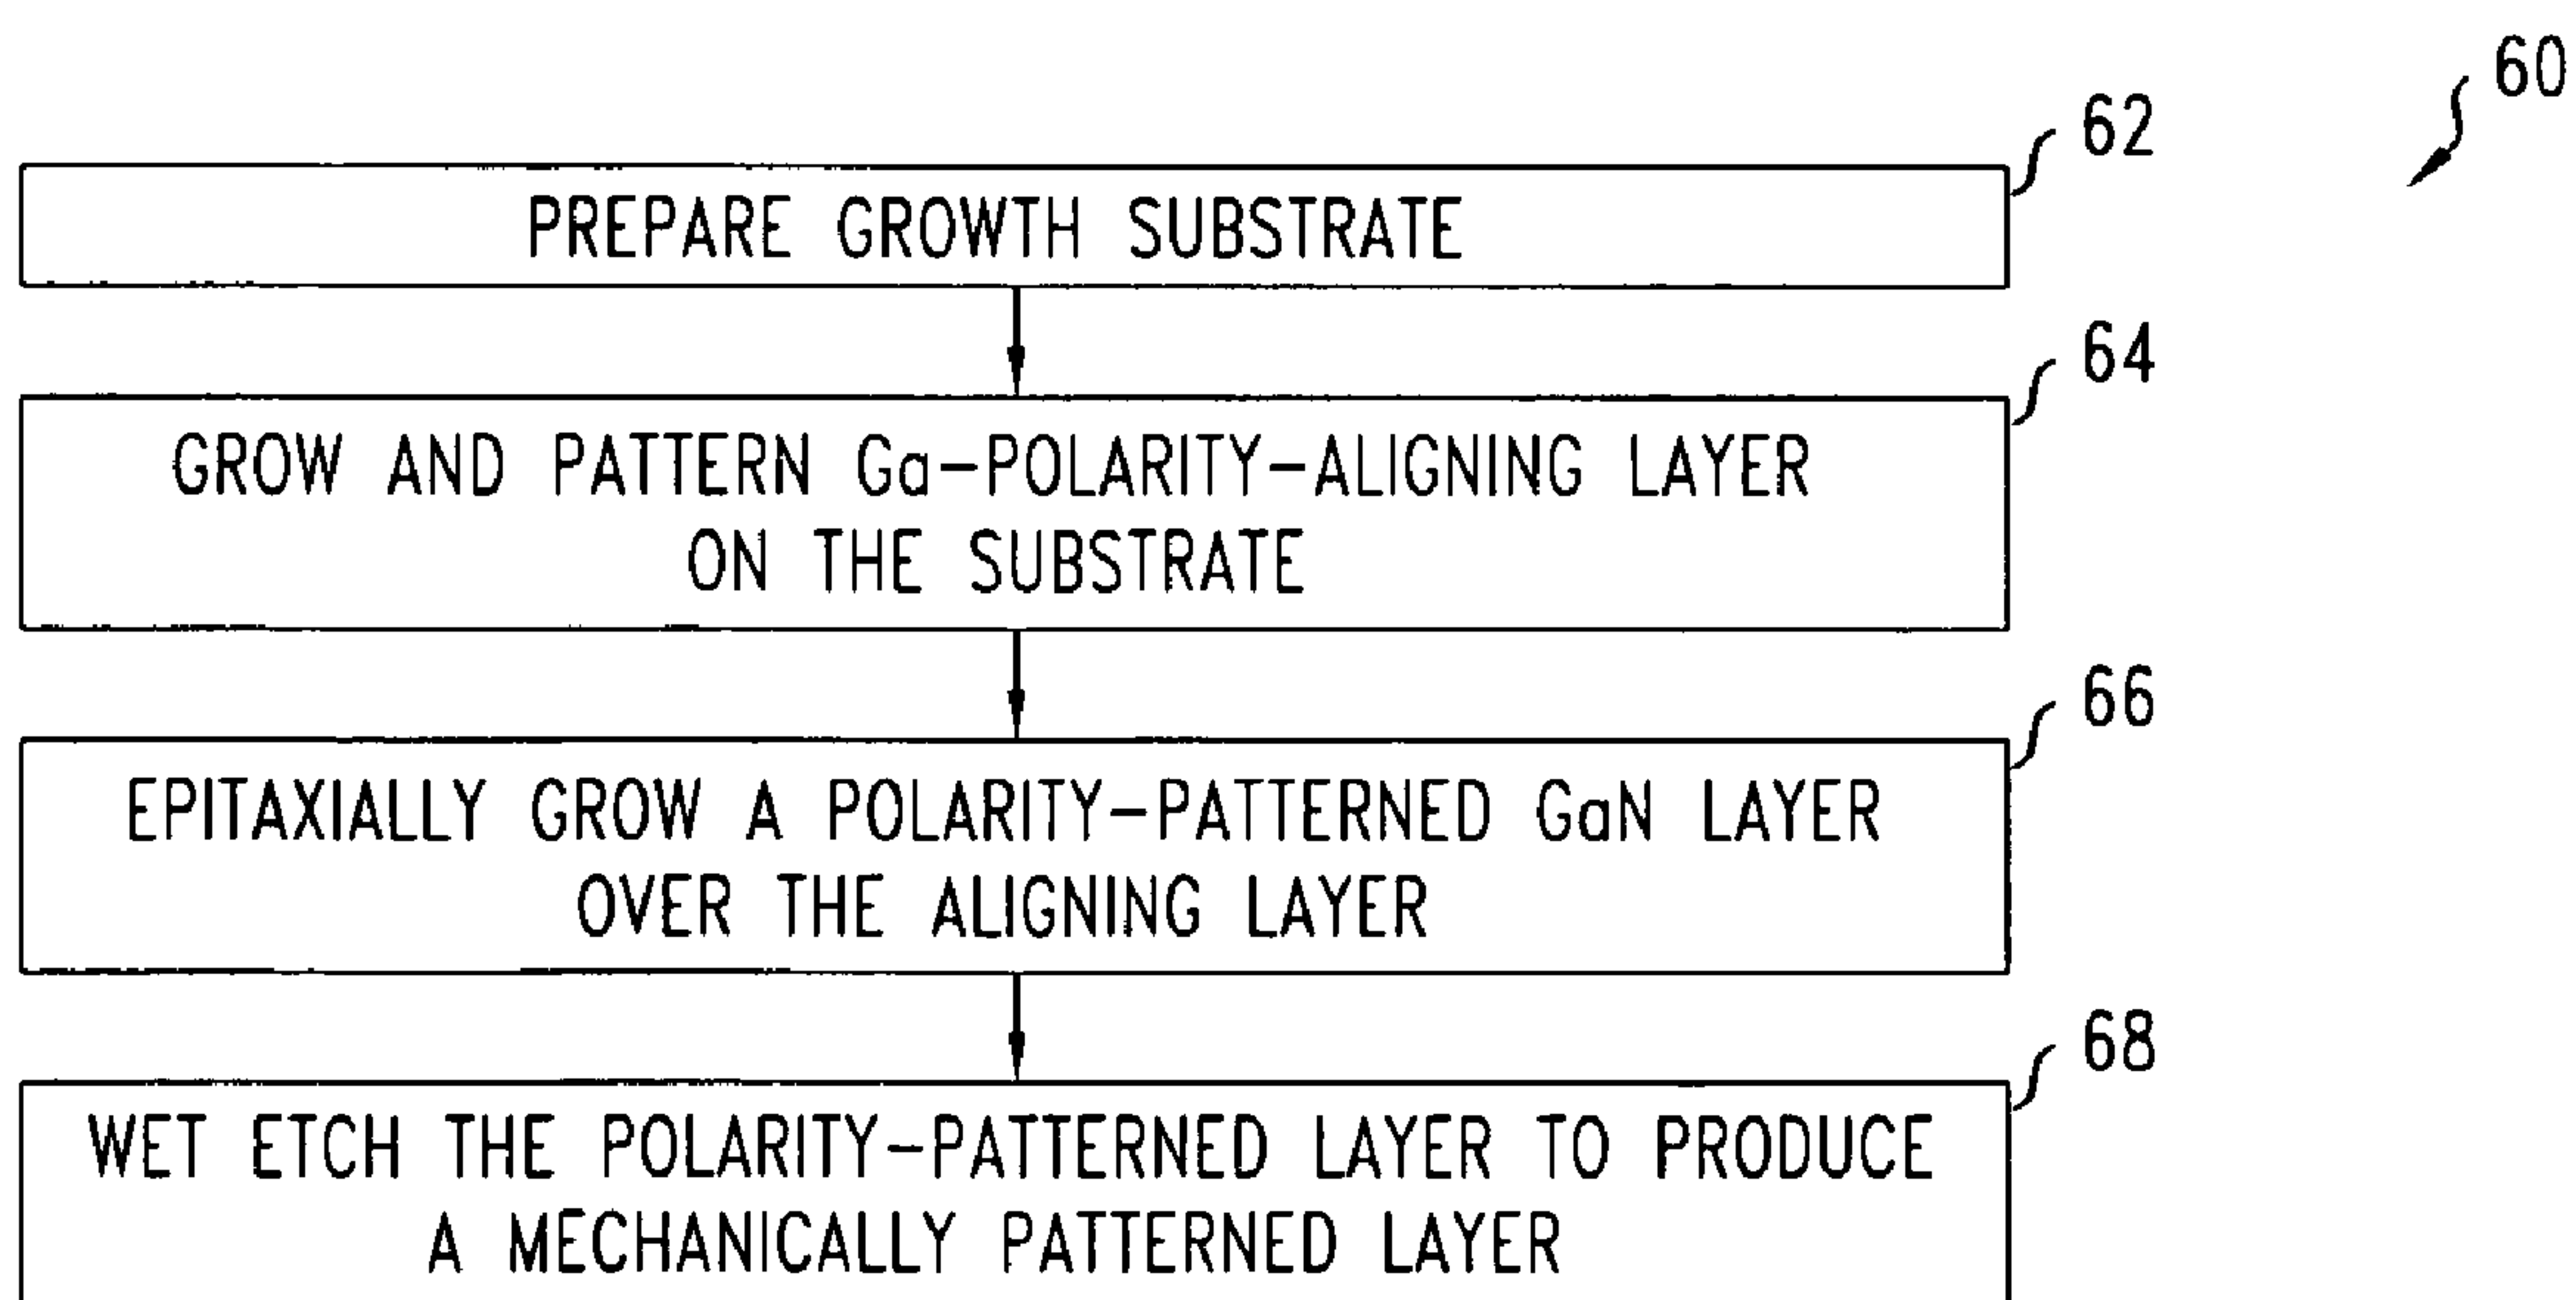 60
62
PREPARE GROWTH SUBSTRATE
64
GROW AND PATTERN Ga-POLARITY-ALIGNING LAYER
ON THE SUBSTRATE
66
EPITAXIALLY GROW A POLARITY-PATTERNED GaN LAYER
OVER THE ALIGNING LAYER
68
WET ETCH THE POLARITY-PATTERNED LAYER TO PRODUCE
A MECHANICALLY PATTERNED LAYER